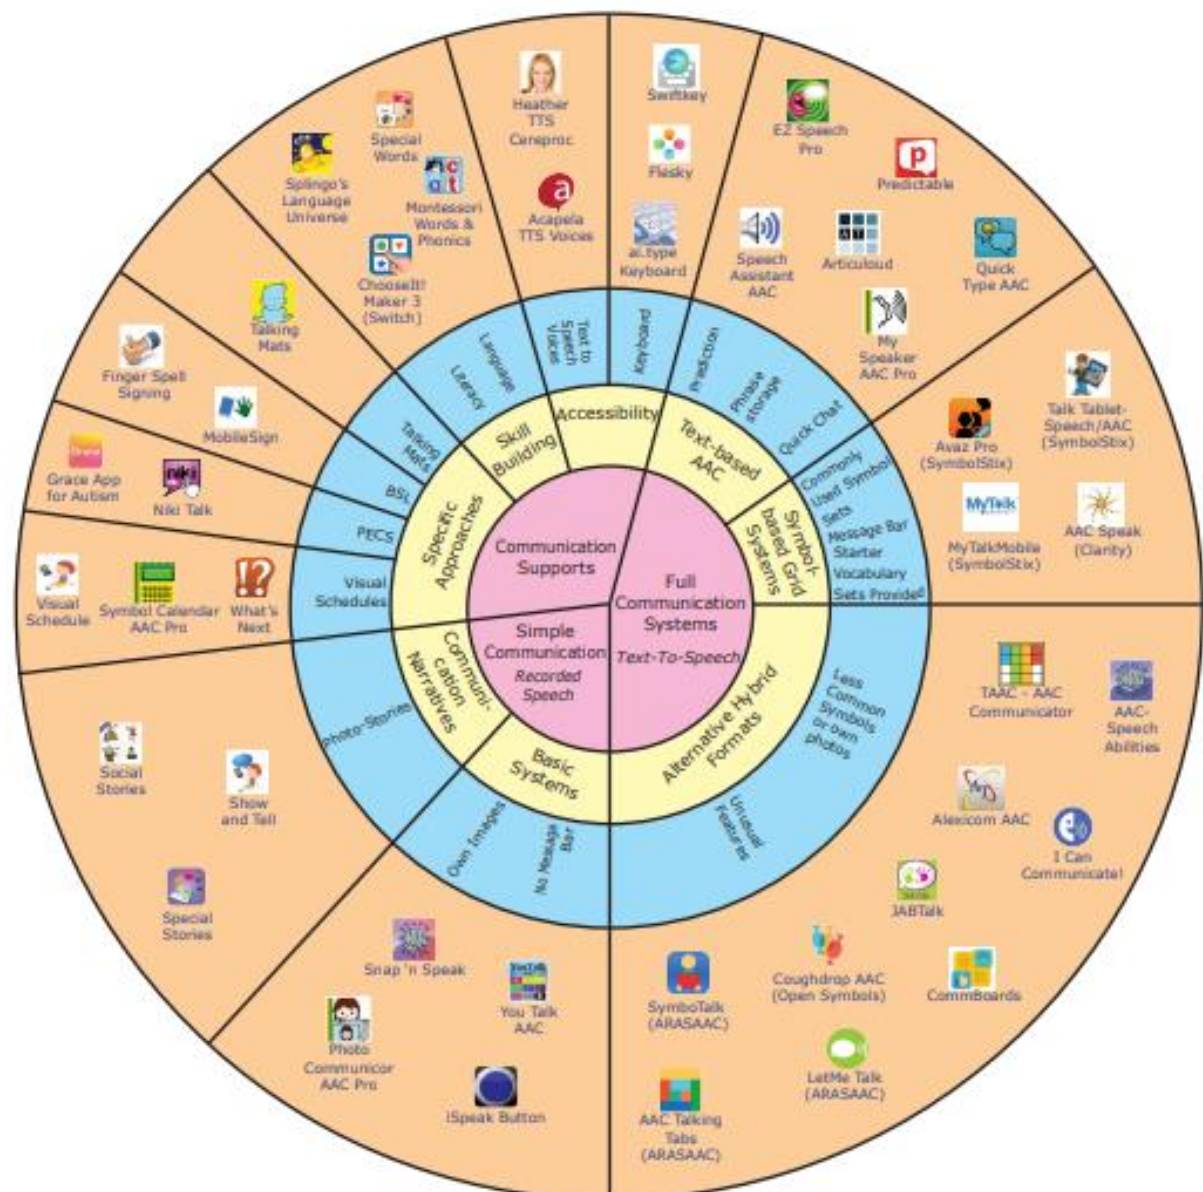 Communication
Supports
Full
Communication
Systems
Text-To-Speech
Simple
Communication
Recorded
Speech
Accessibility
Text-based
AAC
Symbol-
based Grid
Systems
Alternative Hybrid
Formats
Basic
Systems
Communi-
cation
Narratives
Specific
Approaches
Skill
Building
Text to
Speech
Voices
Keyboard
Prediction
Phrase
storage
Quick Chat
Commonly
Used Symbol
Sets
Message Bar
Starter
Vocabulary
Sets Provided
Less
Common
Symbols
or own
photos
Unusual
Features
No Message
Bar
Own Images
Photo-Stories
Visual
Schedules
PECS
BSL
Talking
Mats
Literacy
Language
Heather
TTS
Cereproc
Acapela
TTS Voices
Swiftkey
Flesky
ai.type
Keyboard
EZ Speech
Pro
Predictable
Speech
Assistant
AAC
Articuloud
Quick
Type AAC
My
Speaker
AAC Pro
Talk Tablet-
Speech/AAC
(SymbolStix)
Avaz Pro
(SymbolStix)
MyTalk
MyTalkMobile
(SymbolStix)
AAC Speak
(Clarity)
TAAC - AAC
Communicator
AAC-
Speech
Abilities
Alexicom AAC
I Can
Communicate!
JABTalk
Coughdrop AAC
(Open Symbols)
CommBoards
SymboTalk
(ARASAAC)
LetMe Talk
(ARASAAC)
AAC Talking
Tabs
(ARASAAC)
Snap 'n Speak
You Talk
AAC
Photo
Communicor
AAC Pro
iSpeak Button
Social
Stories
Show
and Tell
Special
Stories
Visual
Schedule
Symbol Calendar
AAC Pro
What's
Next
Grace App
for Autism
niki
Niki Talk
Finger Spell
Signing
MobileSign
Talking
Mats
Special
Words
Splingo's
Language
Universe
Montessori
Words &
Phonics
ChooseIt!
Maker 3
(Switch)